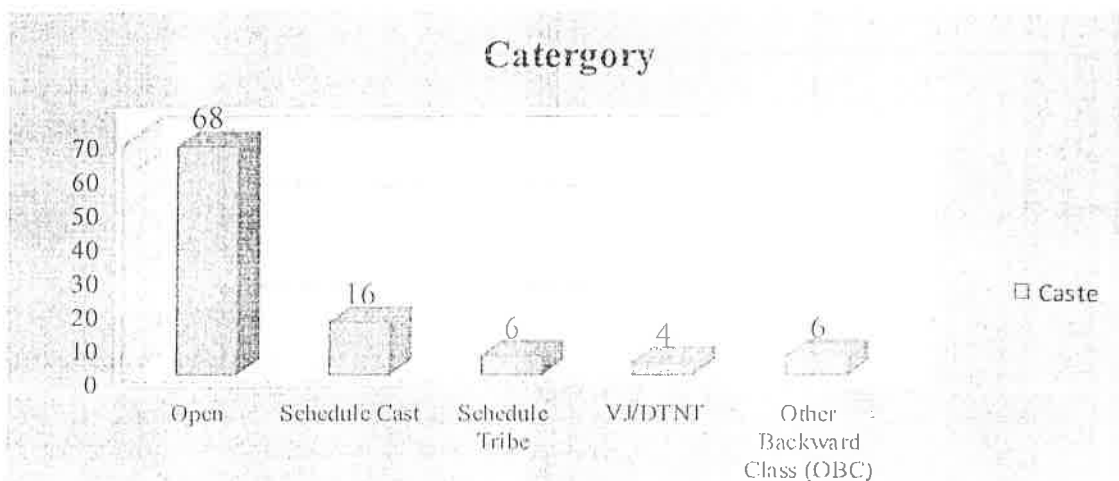 Catergory
68
70
60
50
40
30
20
10
0
16
6
4
6
Caste
Open
Schedule Cast
Schedule
Tribe
VJ/DTNT
Other
Backward
Class (OBC)